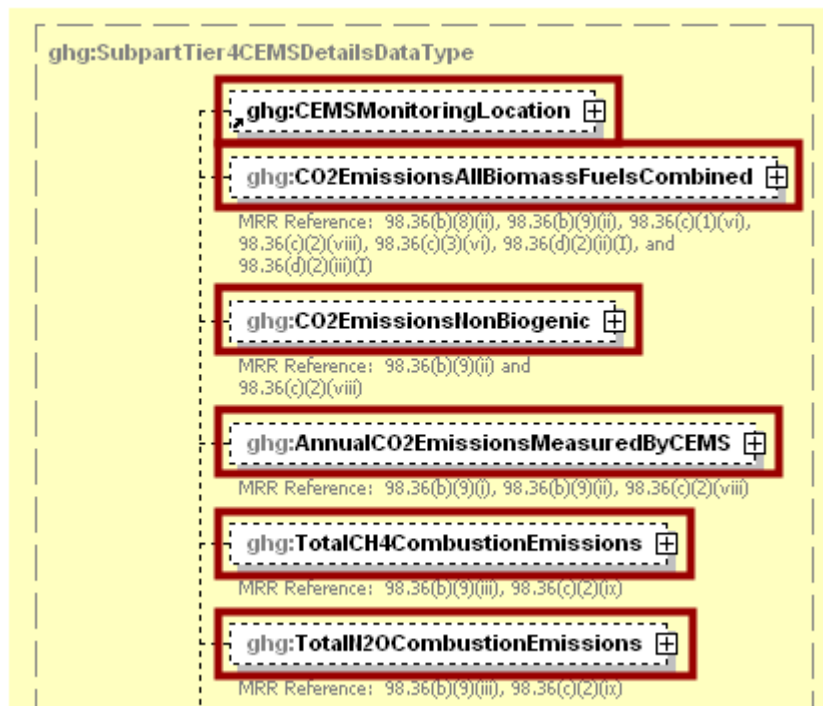 ghg:SubpartTier4CEMSDetailsDataType
ghg:CEMSMonitoringLocation
ghg:CO2EmissionsAllBiomassFuelsCombined
MRR Reference: 98.36(b)(8)(ii), 98.36(b)(9)(ii), 98.36(c)(1)(vi),
98.36(c)(2)(viii), 98.36(c)(3)(vi), 98.36(d)(2)(ii)(I), and
98.36(d)(2)(iii)(I)
ghg:CO2EmissionsNonBiogenic
MRR Reference: 98.36(b)(9)(ii) and
98.36(c)(2)(viii)
ghg:AnnualCO2EmissionsMeasuredByCEMS
MRR Reference: 98.36(b)(9)(i), 98.36(b)(9)(ii), 98.36(c)(2)(viii)
ghg:TotalCH4CombustionEmissions
MRR Reference: 98.36(b)(9)(iii), 98.36(c)(2)(ix)
ghg:TotalN2OCombustionEmissions
MRR Reference: 98.36(b)(9)(iii), 98.36(c)(2)(ix)